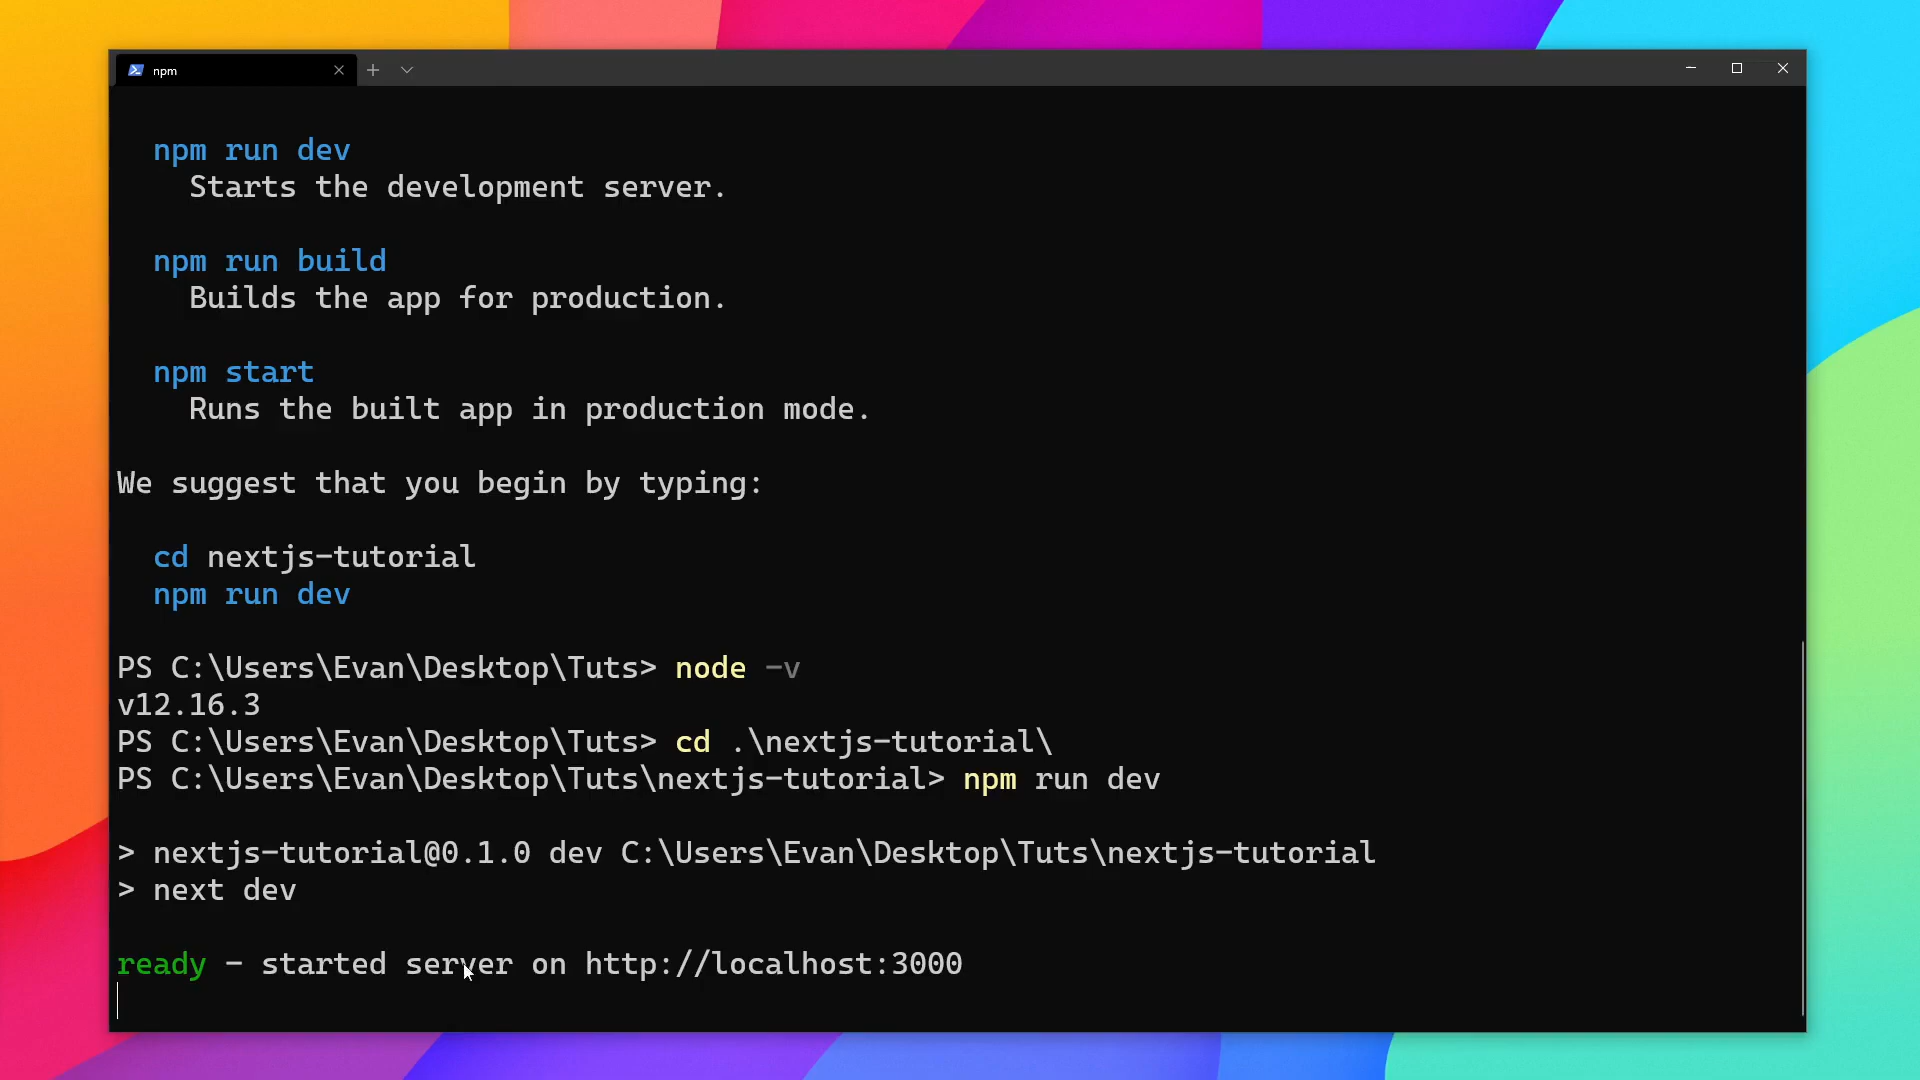 npm
npm run dev
Starts the development server.
npm run build
Builds the app for production.
npm start
Runs the built app in production mode.
We suggest that you begin by typing:
cd nextjs-tutorial
npm run dev
PS C:\Users\Evan\Desktop\Tuts> node -v
v12.16.3
PS C:\Users\Evan\Desktop\Tuts> cd .\nextjs-tutorial\
PS C:\Users\Evan\Desktop\Tuts\nextjs-tutorial> npm run dev
> nextjs-tutorial@0.1.0 dev C:\Users\Evan\Desktop\Tuts\nextjs-tutorial
> next dev
ready - started server on http://localhost:3000